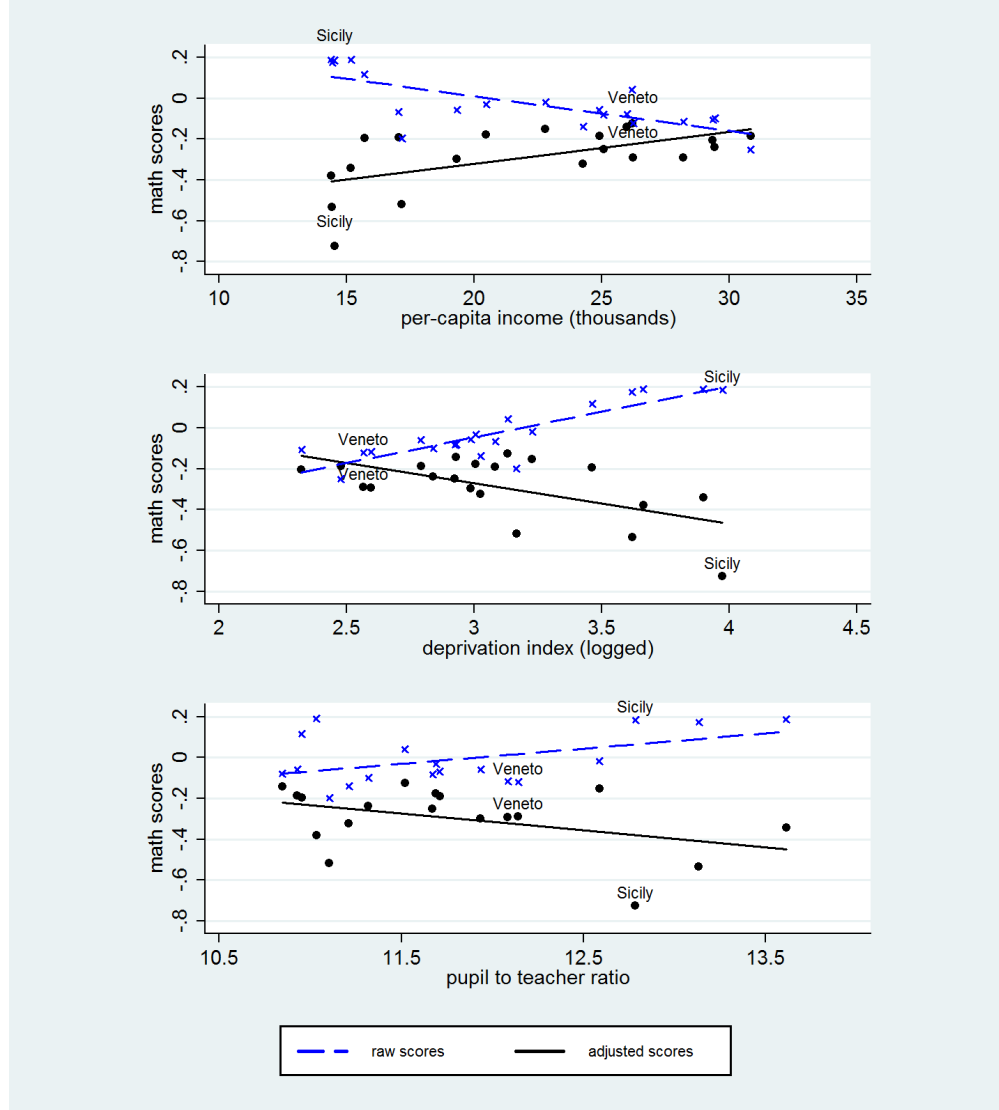 Sicily
.2
0
-.2
-.4
-.6
-.8
math scores
Veneto
Veneto
Sicily
10 15 20 25 30 35
per-capita income (thousands)
.2
0
-.2
-.4
-.6
-.8
math scores
Sicily
Veneto
Veneto
Sicily
2 2.5 3 3.5 4 4.5
deprivation index (logged)
.2
0
-.2
-.4
-.6
-.8
math scores
Sicily
Veneto
Veneto
Sicily
10.5 11.5 12.5 13.5
pupil to teacher ratio
raw scores adjusted scores